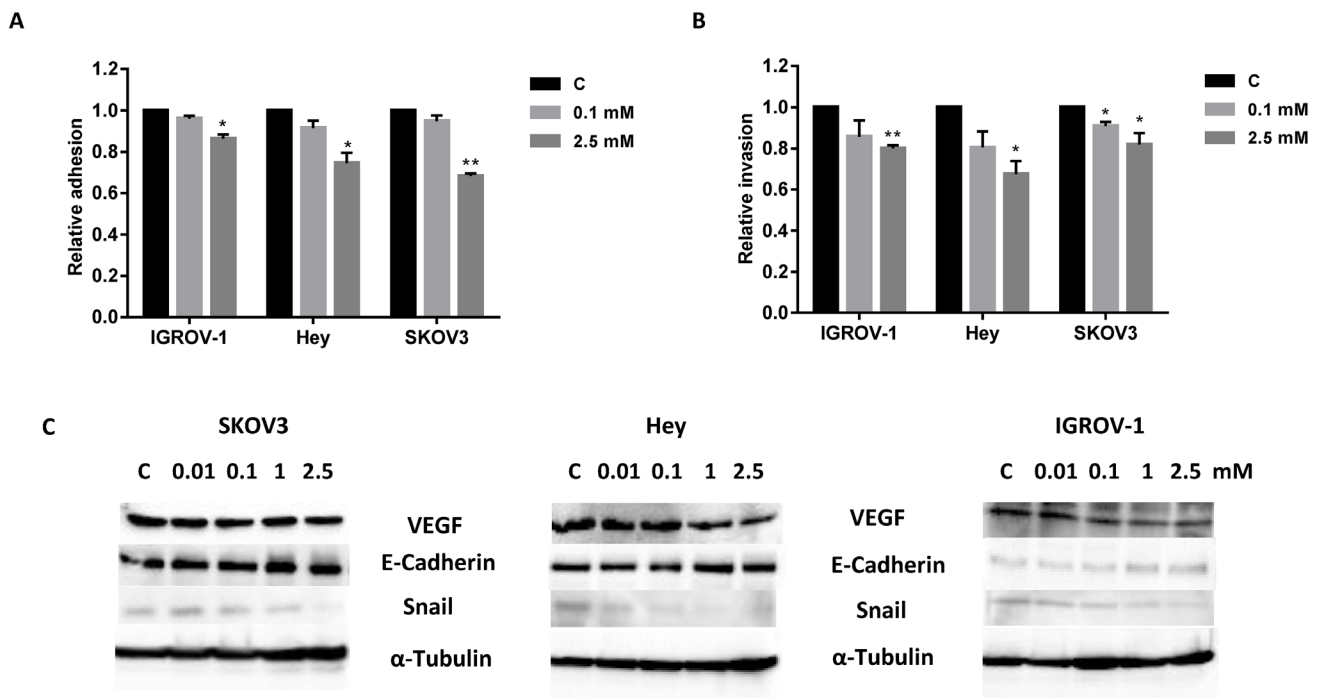 A
Relative adhesion
1.2
1.0
0.8
0.6
0.4
0.2
0.0
*
*
**
IGROV-1 Hey SKOV3
C
0.1 mM
2.5 mM
B
Relative invasion
1.2
1.0
0.8
0.6
0.4
0.2
0.0
**
*
*
*
IGROV-1 Hey SKOV3
C
0.1 mM
2.5 mM
C
SKOV3
C 0.01 0.1 1 2.5
VEGF
E-Cadherin
Snail
α-Tubulin
Hey
C 0.01 0.1 1 2.5
VEGF
E-Cadherin
Snail
α-Tubulin
IGROV-1
C 0.01 0.1 1 2.5 mM